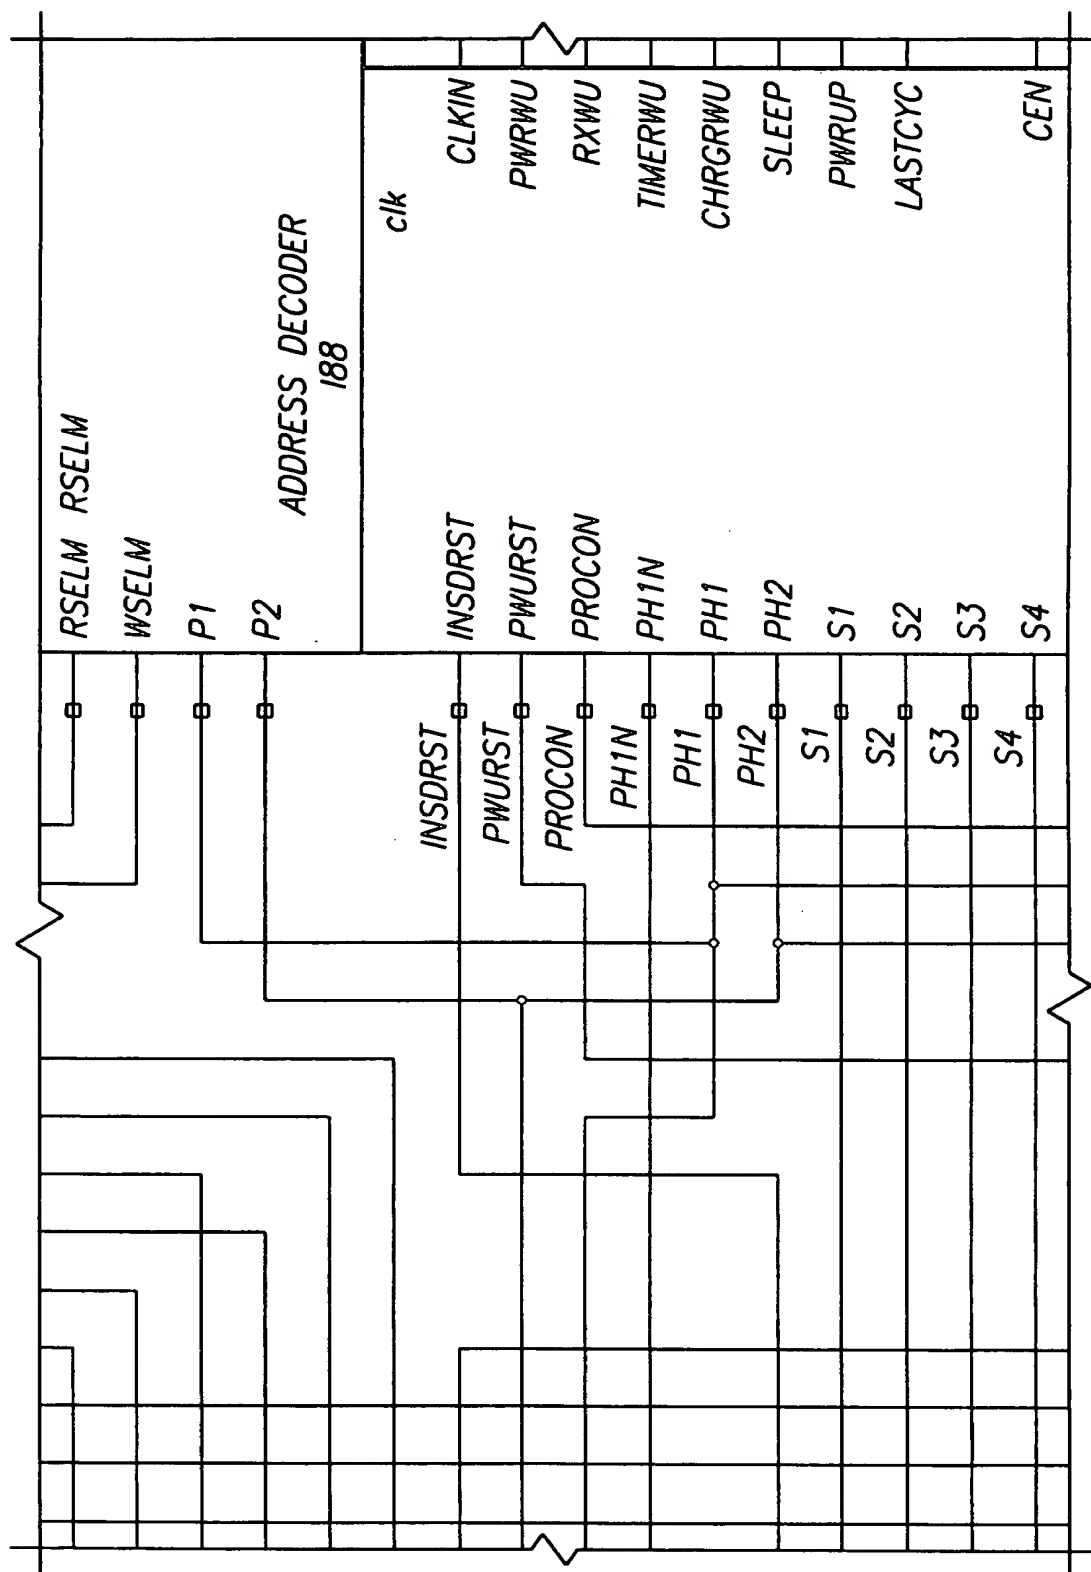 RSELM RSELM
WSELM
P1
P2
ADDRESS DECODER
188
clk
CLKIN
PWRWU
RXWU
TIMERWU
CHRGRWU
SLEEP
PWRUP
LASTCYC
CEN
INSDRST
PWURST
PROCON
PH1N
PH1
PH2
S1
S2
S3
S4
INSDRST
PWURST
PROCON
PH1N
PH1
PH2
S1
S2
S3
S4